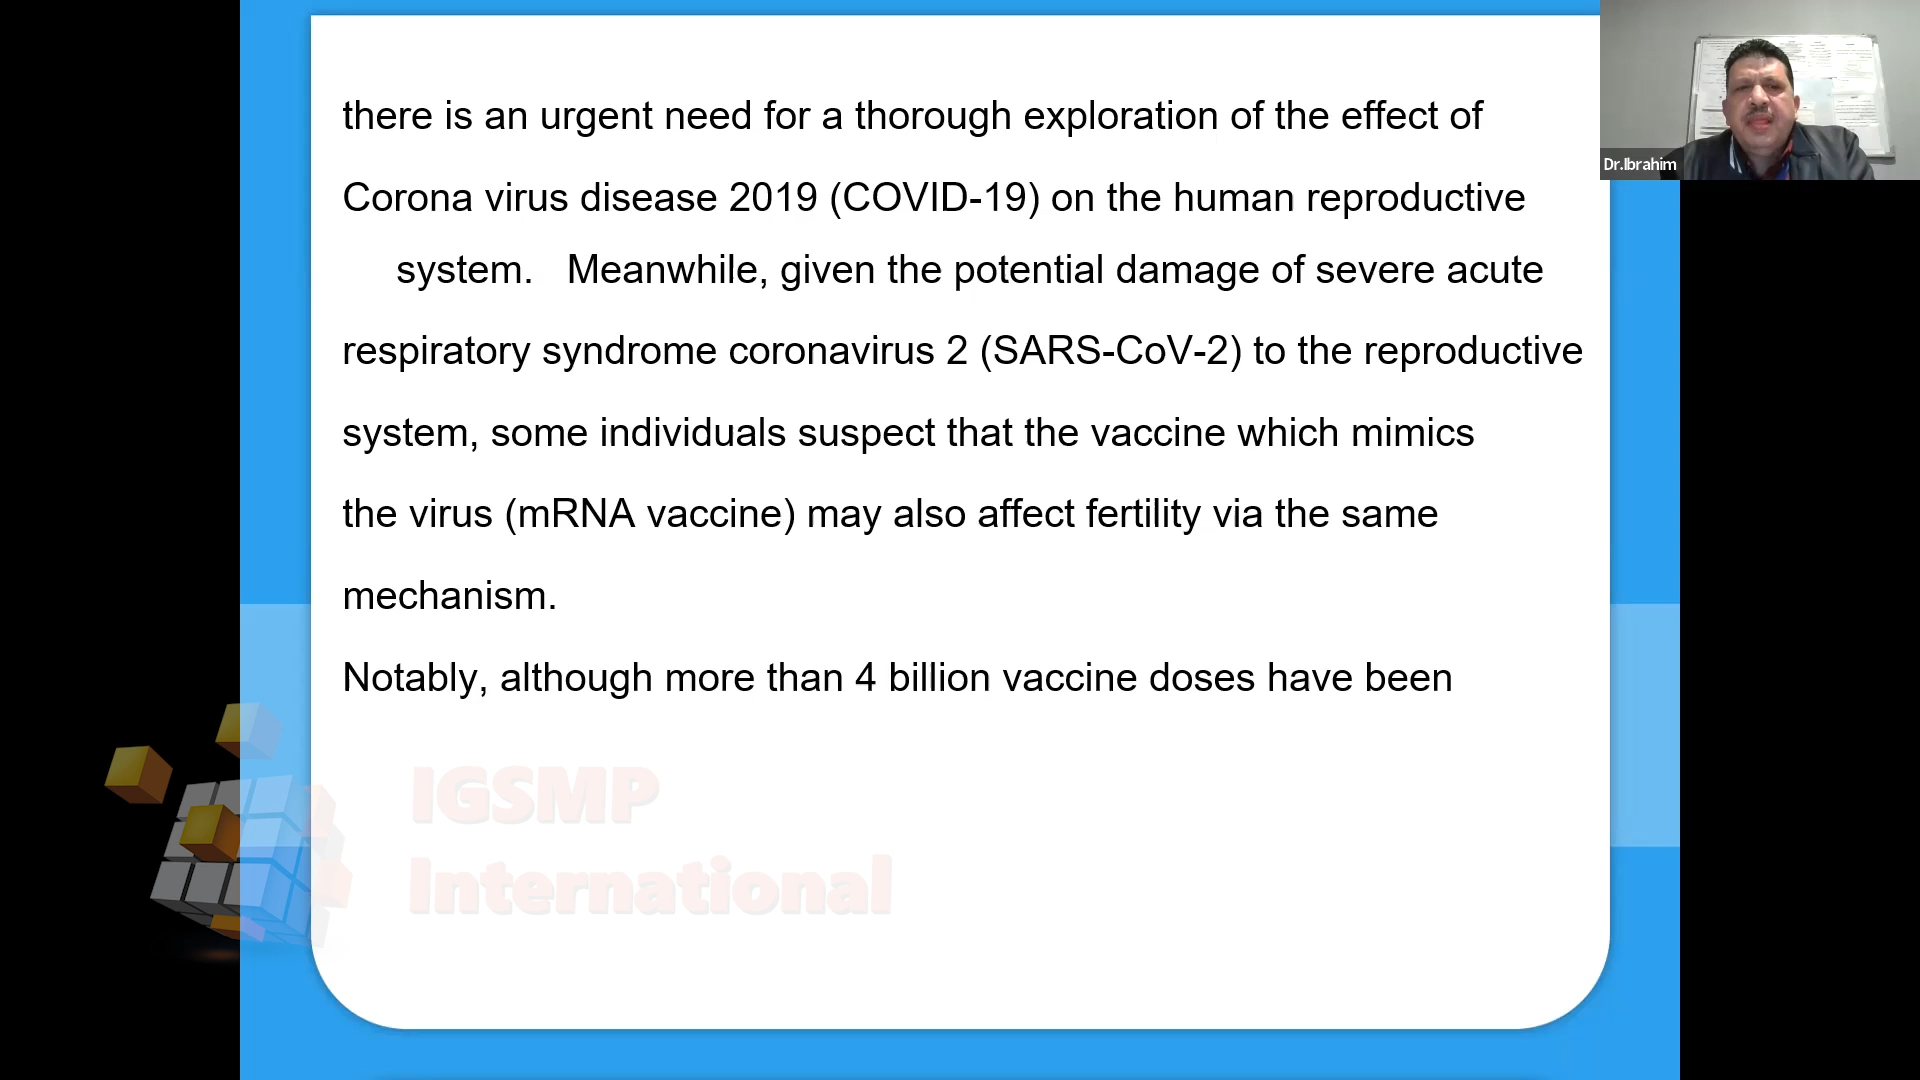 there is an urgent need for a thorough exploration of the effect of
Corona virus disease 2019 (COVID-19) on the human reproductive
system. Meanwhile, given the potential damage of severe acute
respiratory syndrome coronavirus 2 (SARS-CoV-2) to the reproductive
system, some individuals suspect that the vaccine which mimics
the virus (mRNA vaccine) may also affect fertility via the same
mechanism.
Notably, although more than 4 billion vaccine doses have been
IGSMP
International
Dr.Ibrahim